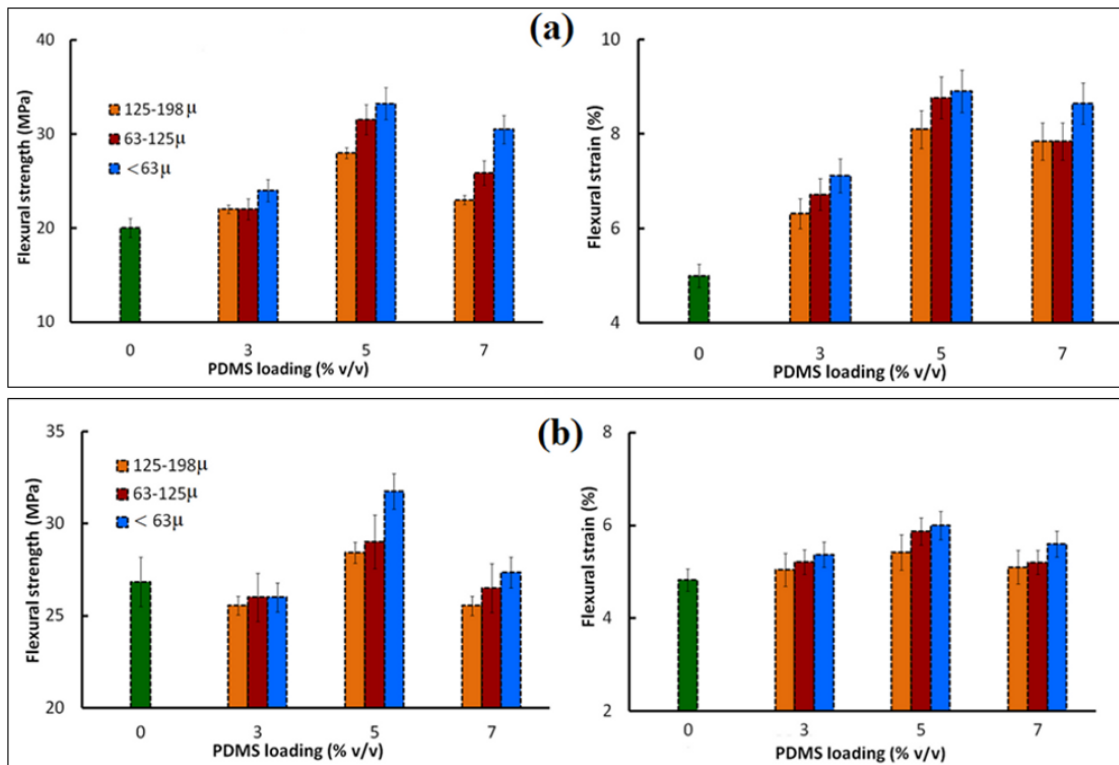 (a)
Flexural strength (MPa)
40
30
20
10
125-198 μ
63-125μ
<63μ
0 3 5 7
PDMS loading (% v/v)
Flexural strain (%)
10
8
6
4
0 3 5 7
PDMS loading (% v/v)
(b)
Flexural strength (MPa)
35
31
27
25
20
125-198μ
63-125μ
< 63μ
0 3 5 7
PDMS loading (% v/v)
Flexural strain (%)
8
6
4
2
0 3 5 7
PDMS loading (% v/v)